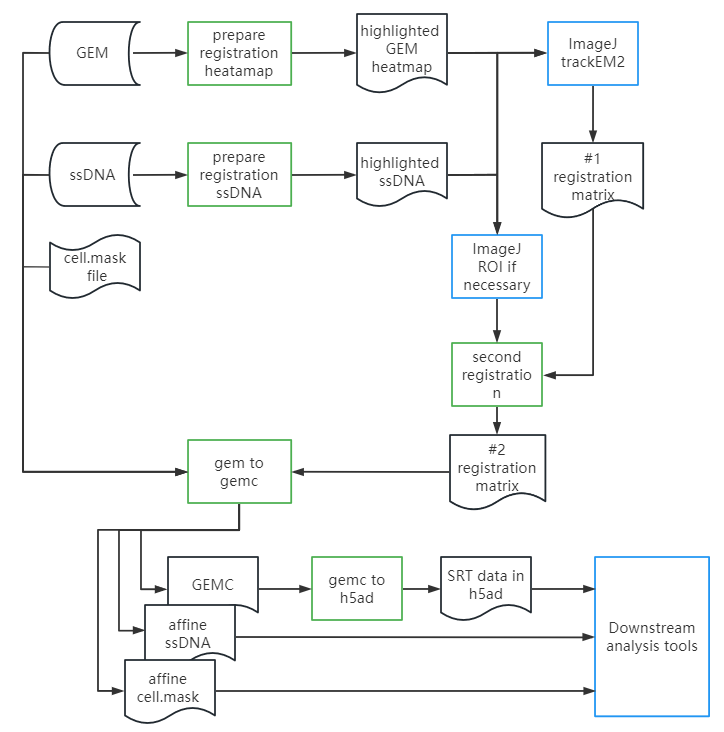 GEM
prepare
registration
heatamap
highlighted
GEM
heatmap
ImageJ
trackEM2
ssDNA
prepare
registration
ssDNA
highlighted
ssDNA
#1
registration
matrix
cell.mask
file
ImageJ
ROI if
necessary
second
registratio
n
gem to
gemc
#2
registration
matrix
GEMC
gemc to
h5ad
SRT data in
h5ad
affine
ssDNA
Downstream
analysis tools
affine
cell.mask